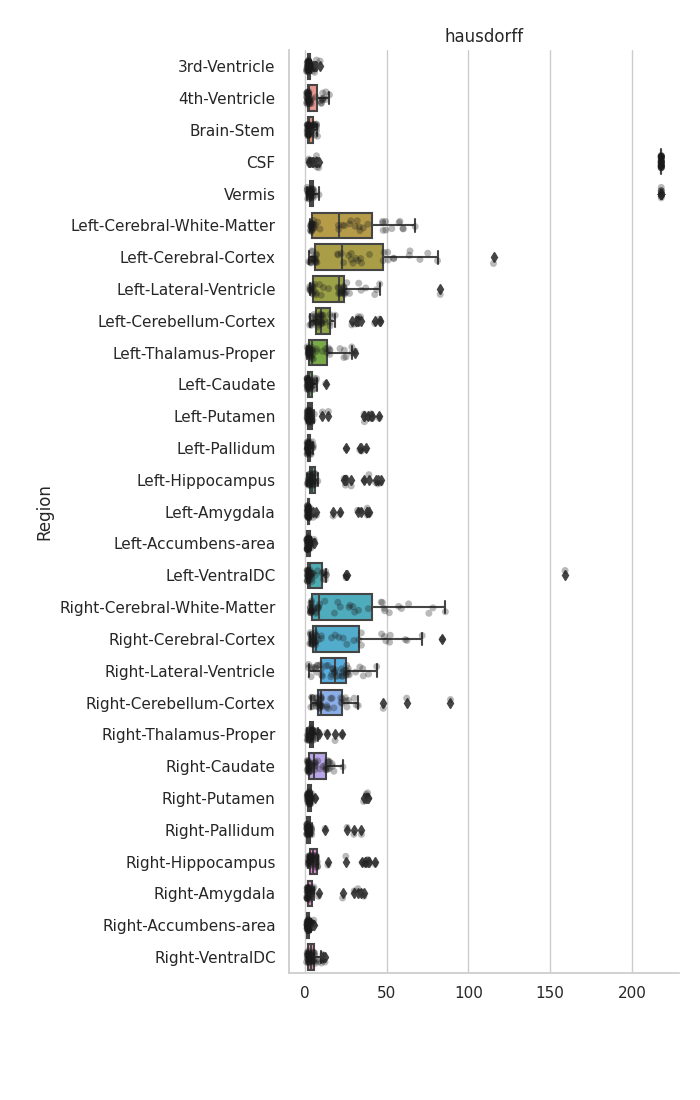 hausdorff
3rd-Ventricle
4th-Ventricle
Brain-Stem
CSF
Vermis
Left-Cerebral-White-Matter
Left-Cerebral-Cortex
Left-Lateral-Ventricle
Left-Cerebellum-Cortex
Left-Thalamus-Proper
Left-Caudate
Left-Putamen
Left-Pallidum
Left-Hippocampus
Left-Amygdala
Left-Accumbens-area
Left-VentralDC
Right-Cerebral-White-Matter
Right-Cerebral-Cortex
Right-Lateral-Ventricle
Right-Cerebellum-Cortex
Right-Thalamus-Proper
Right-Caudate
Right-Putamen
Right-Pallidum
Right-Hippocampus
Right-Amygdala
Right-Accumbens-area
Right-VentralDC
Region
0 50 100 150 200